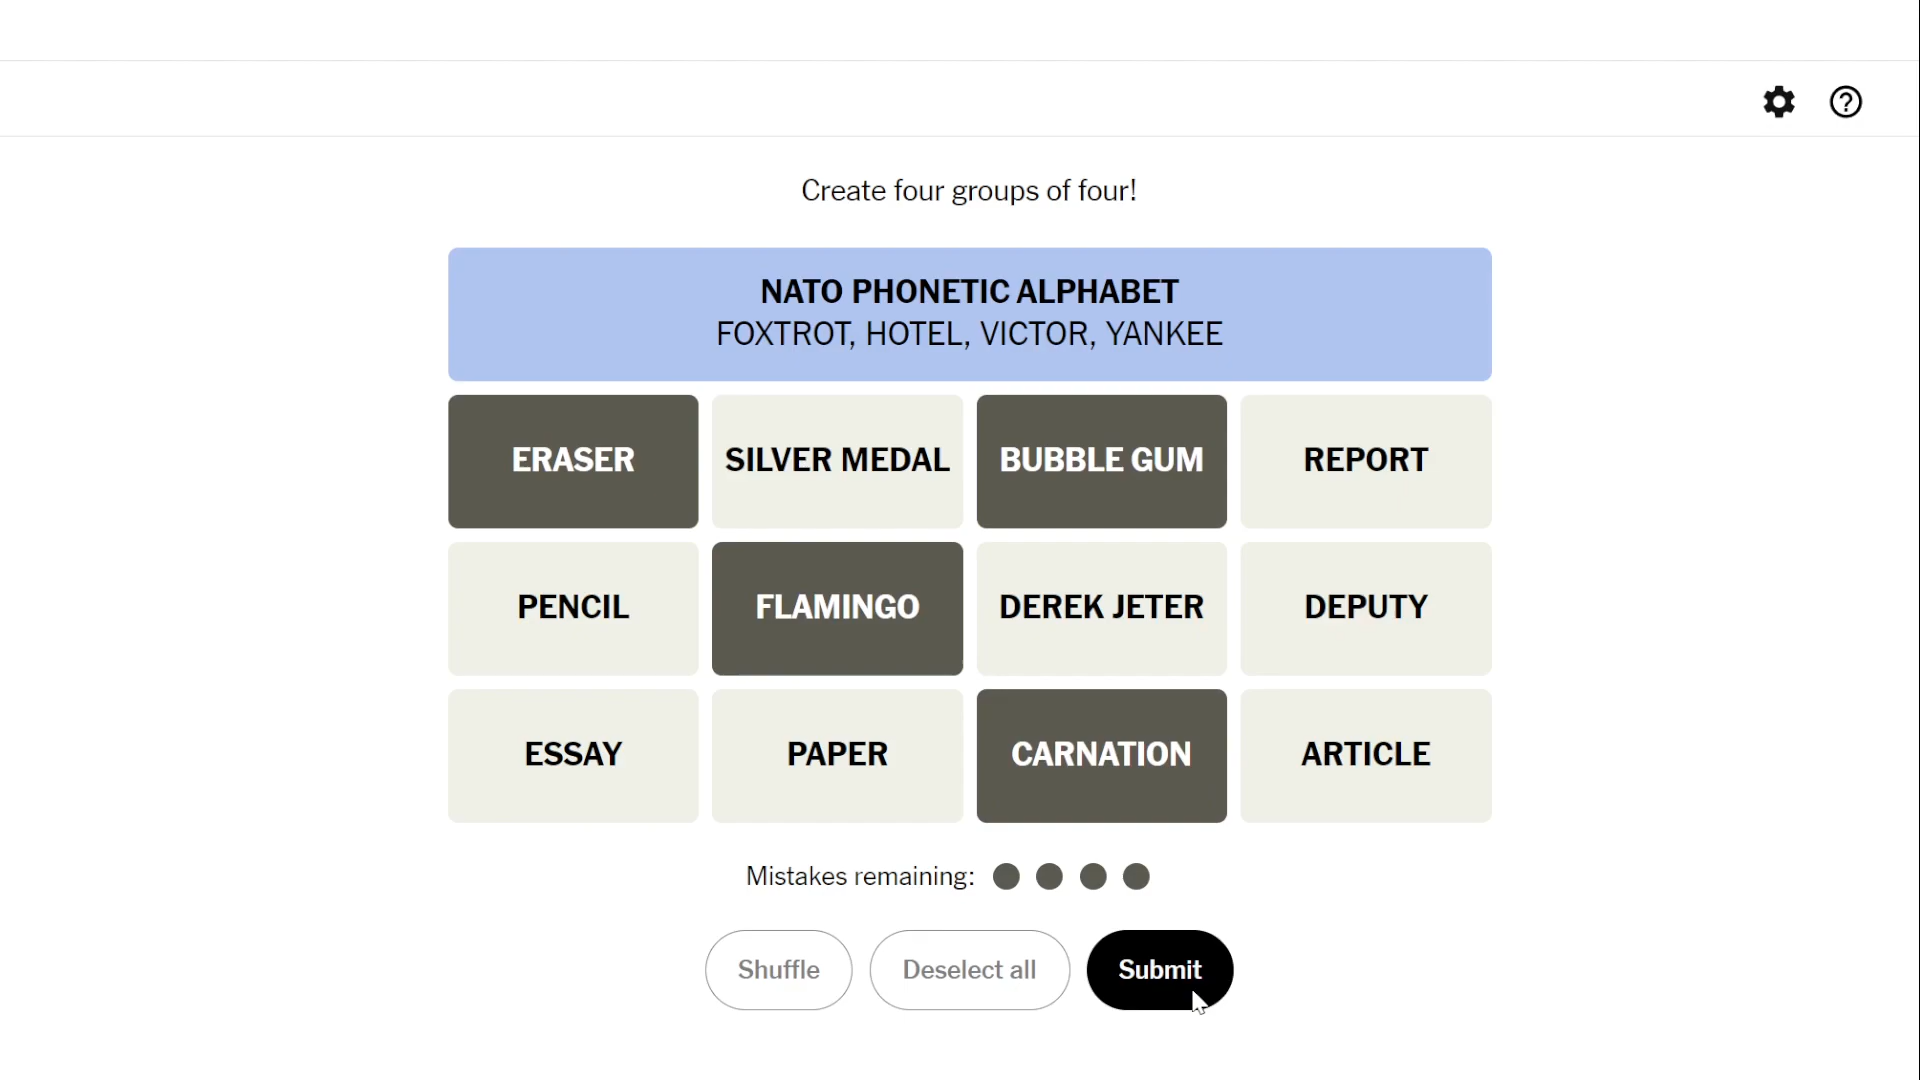 Create four groups of four!
NATO PHONETIC ALPHABET
FOXTROT, HOTEL, VICTOR, YANKEE
ERASER SILVER MEDAL BUBBLE GUM REPORT
PENCIL FLAMINGO DEREK JETER DEPUTY
ESSAY PAPER CARNATION ARTICLE
Mistakes remaining:
Shuffle Deselect all Submit